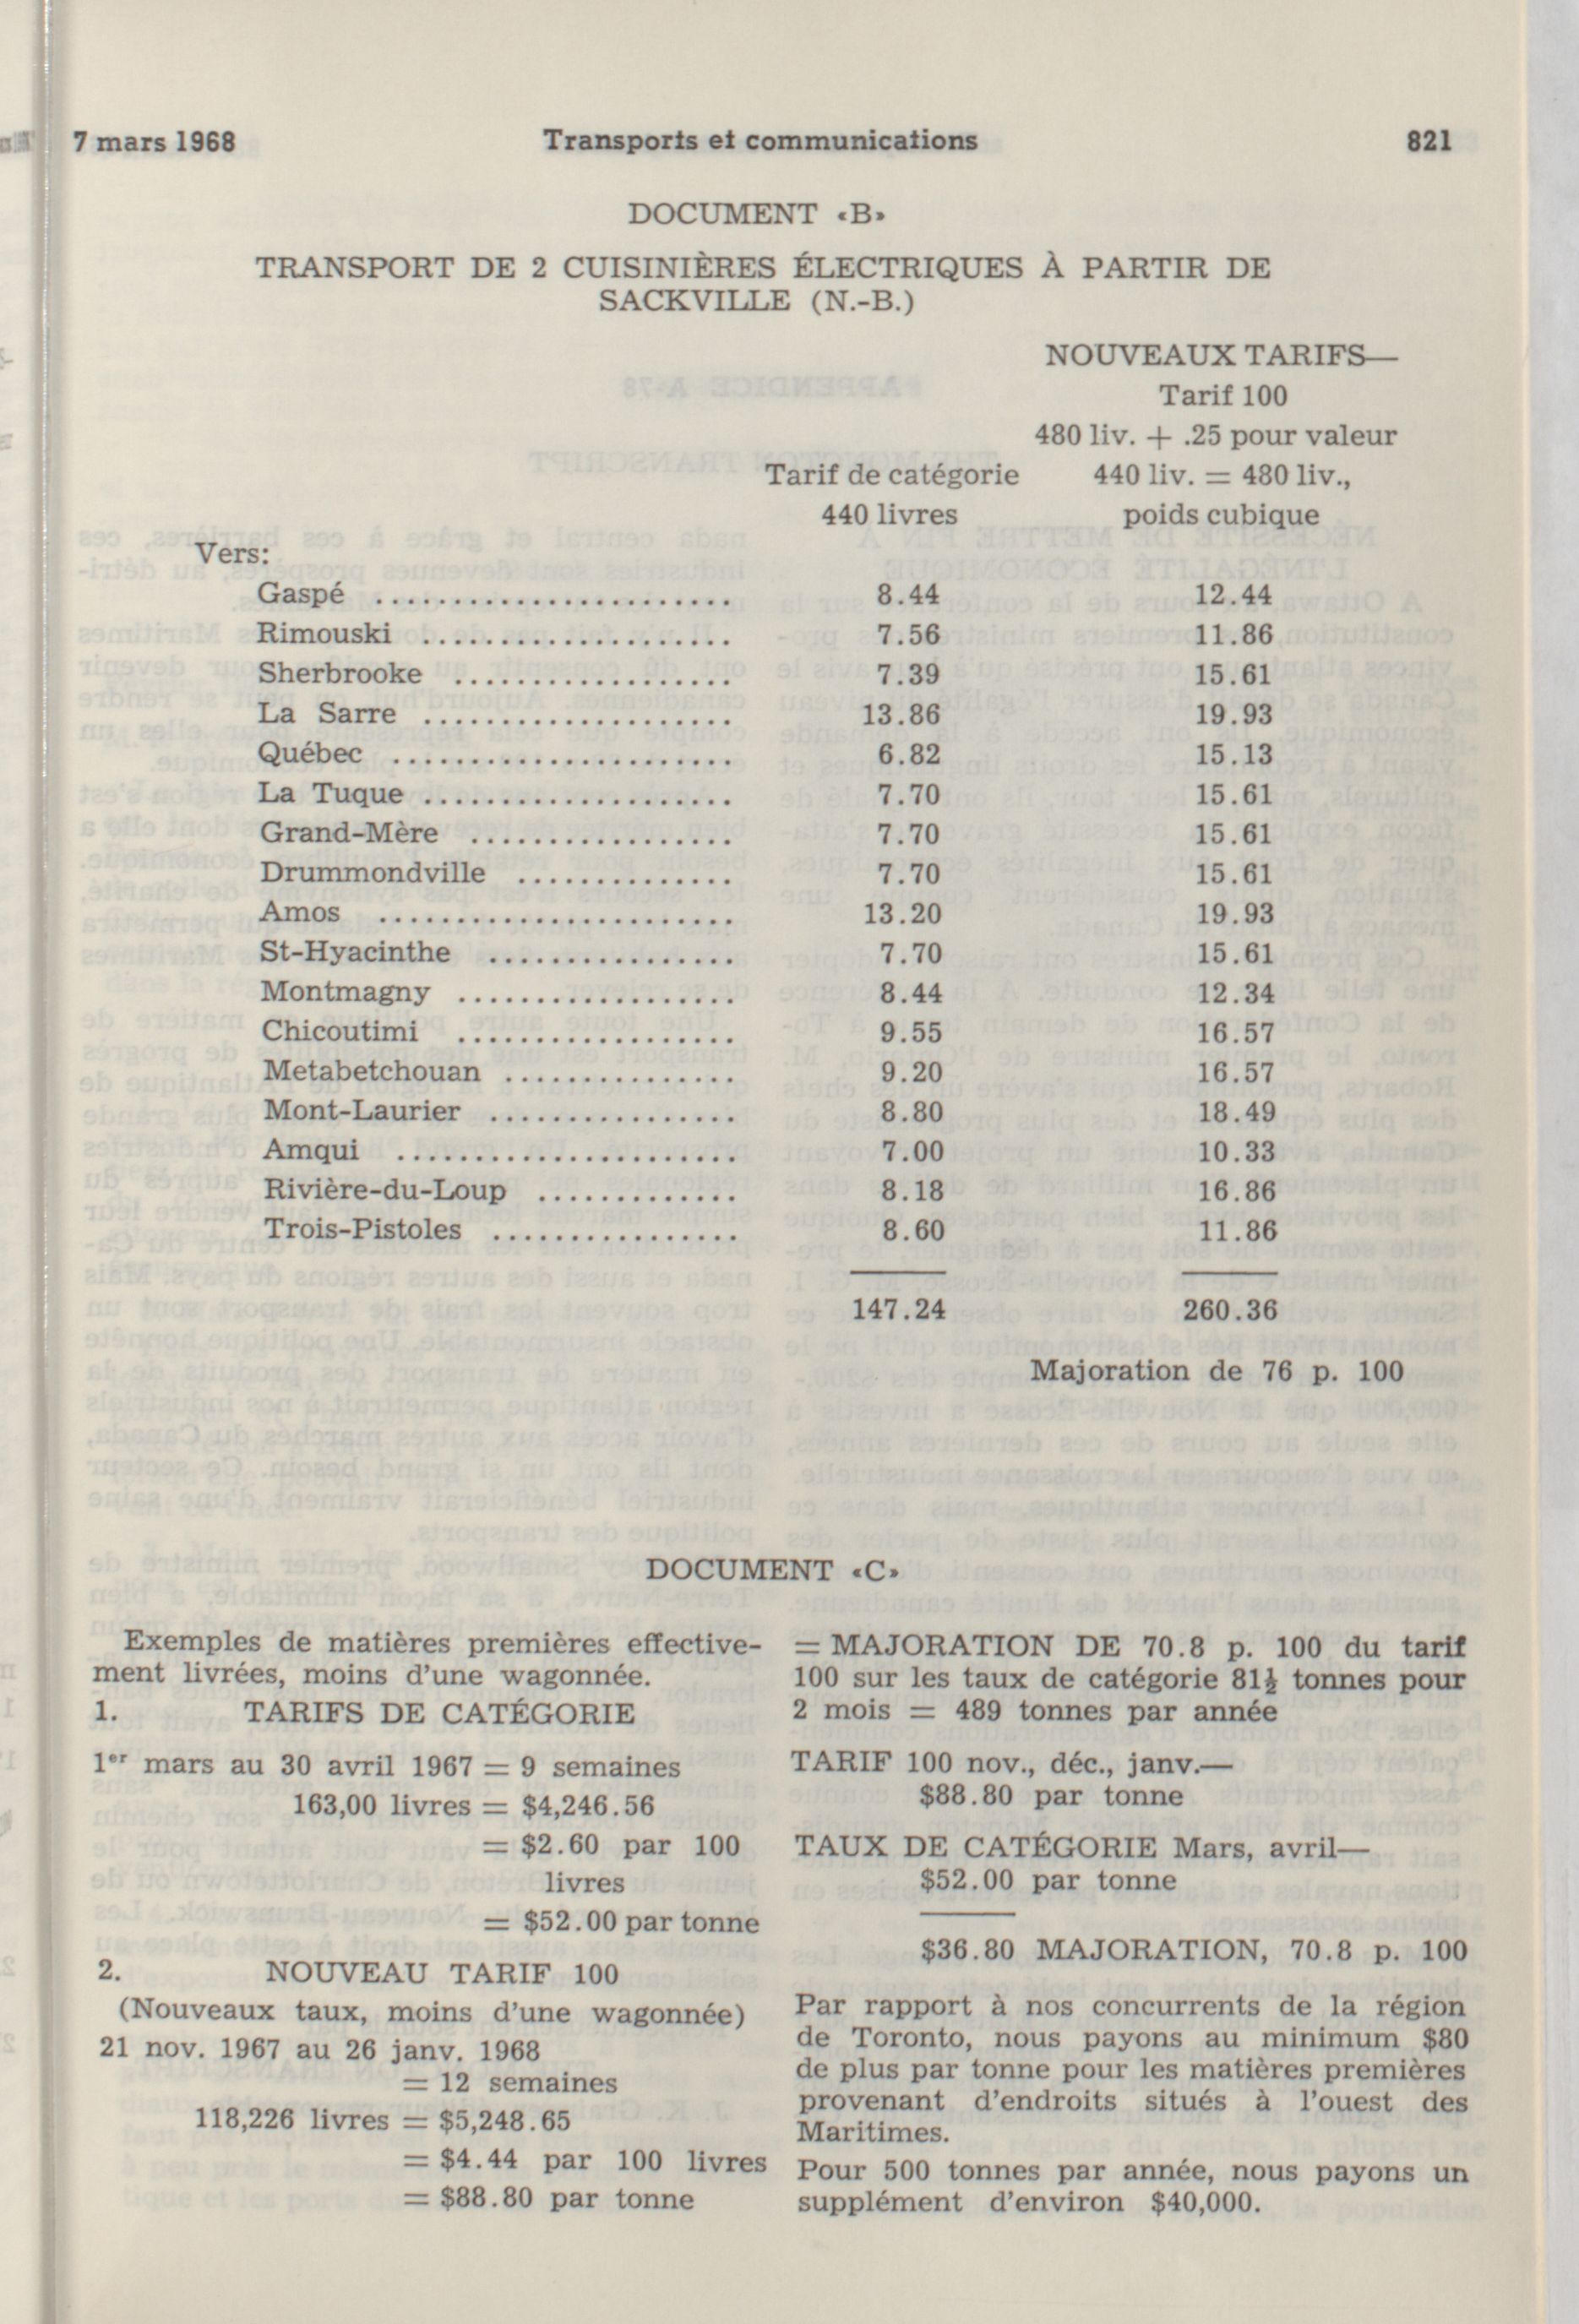 7 mars 1968 Transports et communications 821
DOCUMENT «B»
TRANSPORT DE 2 CUISINIÈRES ÉLECTRIQUES À PARTIR DE
SACKVILLE (N.-B.)
NOUVEAUX TARIFS—
Tarif 100
480 liv. + .25 pour valeur
Tarif de catégorie 440 liv. = 480 liv.,
440 livres poids cubique
Vers:
Gaspé ....................... 8.44 12.44
Rimouski .................... 7.56 11.86
Sherbrooke .................. 7.39 15.61
La Sarre .................... 13.86 19.93
Québec ...................... 6.82 15.13
La Tuque .................... 7.70 15.61
Grand-Mère ................. 7.70 15.61
Drummondville .............. 7.70 15.61
Amos ....................... 13.20 19.93
St-Hyacinthe ................ 7.70 15.61
Montmagny .................. 8.44 12.34
Chicoutimi .................. 9.55 16.57
Metabetchouan ............... 9.20 16.57
Mont-Laurier ................ 8.80 18.49
Amqui ...................... 7.00 10.33
Rivière-du-Loup ............. 8.18 16.86
Trois-Pistoles ................ 8.60 11.86
147.24 260.36
Majoration de 76 p. 100
DOCUMENT «C»
Exemples de matières premières effective-
ment livrées, moins d'une wagonnée.
1. TARIFS DE CATÉGORIE
1er mars au 30 avril 1967 = 9 semaines
163,00 livres = $4,246.56
= $2.60 par 100
livres
= $52.00 par tonne
2. NOUVEAU TARIF 100
(Nouveaux taux, moins d'une wagonnée)
21 nov. 1967 au 26 janv. 1968
= 12 semaines
118,226 livres = $5,248.65
= $4.44 par 100 livres
= $88.80 par tonne
= MAJORATION DE 70.8 p. 100 du tarif
100 sur les taux de catégorie 81½ tonnes pour
2 mois = 489 tonnes par année
TARIF 100 nov., déc., janv.—
$88.80 par tonne
TAUX DE CATÉGORIE Mars, avril—
$52.00 par tonne
$36.80 MAJORATION, 70.8 p. 100
Par rapport à nos concurrents de la région
de Toronto, nous payons au minimum $80
de plus par tonne pour les matières premières
provenant d'endroits situés à l'ouest des
Maritimes.
Pour 500 tonnes par année, nous payons un
supplément d'environ $40,000.